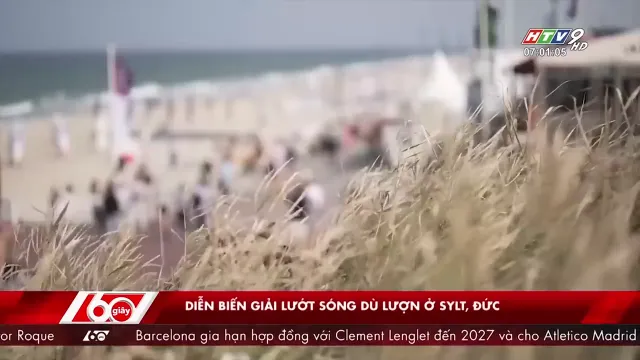 HTV9 HD
07:01:05
60 giây
DIỄN BIẾN GIẢI LƯỚT SÓNG DÙ LƯỢN Ở SYLT, ĐỨC
or Roque 60 Barcelona gia hạn hợp đồng với Clement Lenglet đến 2027 và cho Atletico Madrid